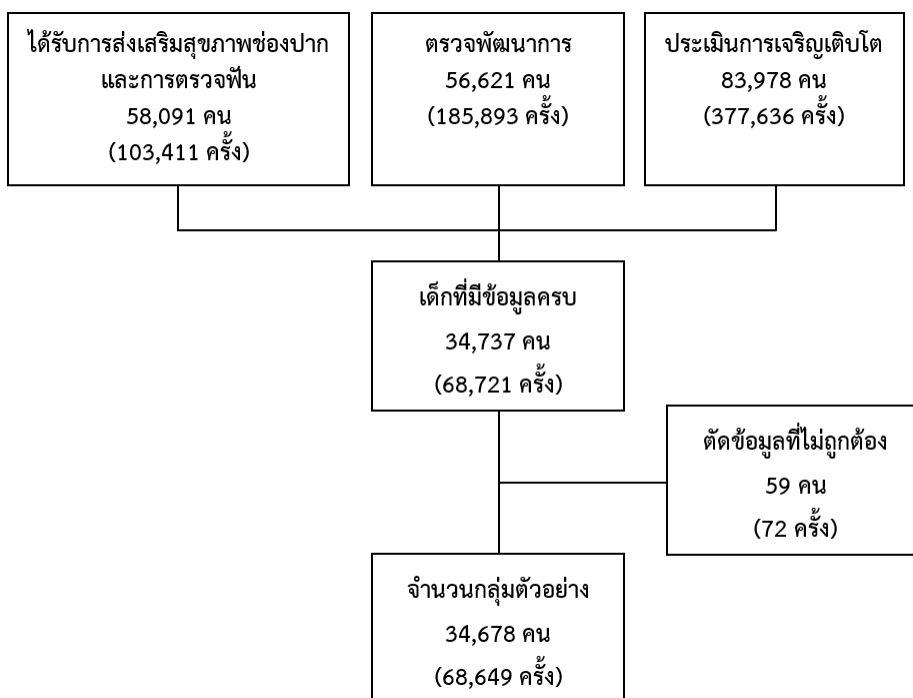 ได้รับการส่งเสริมสุขภาพช่องปาก
และการตรวจฟัน
58,091 คน
(103,411 ครั้ง)
ตรวจพัฒนาการ
56,621 คน
(185,893 ครั้ง)
ประเมินการเจริญเติบโต
83,978 คน
(377,636 ครั้ง)
เด็กที่มีข้อมูลครบ
34,737 คน
(68,721 ครั้ง)
ตัดข้อมูลที่ไม่ถูกต้อง
59 คน
(72 ครั้ง)
จำนวนกลุ่มตัวอย่าง
34,678 คน
(68,649 ครั้ง)